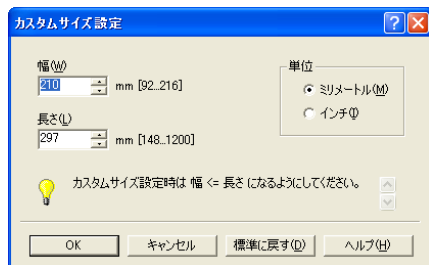 カスタムサイズ 設定
幅(W)
210 mm [92...216]
長さ(L)
297 mm [148...1200]
単位
ミリメートル(M)
インチ(I)
カスタムサイズ設定時は 幅 <= 長さ になるようにしてください。
OK キャンセル 標準に戻す(D) ヘルプ(H)